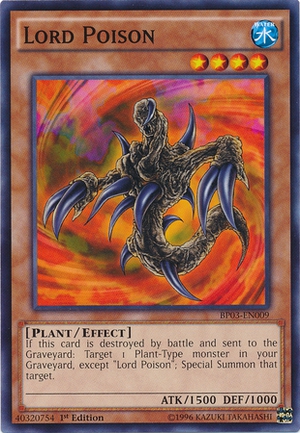 LORD POISON
WATER
水
BP03-EN009
[PLANT/EFFECT]
If this card is destroyed by battle and sent to the
Graveyard: Target 1 Plant-Type monster in your
Graveyard, except "Lord Poison"; Special Summon that
target.
ATK/1500 DEF/1000
40320754 1st Edition ©1996 KAZUKI TAKAHASHI